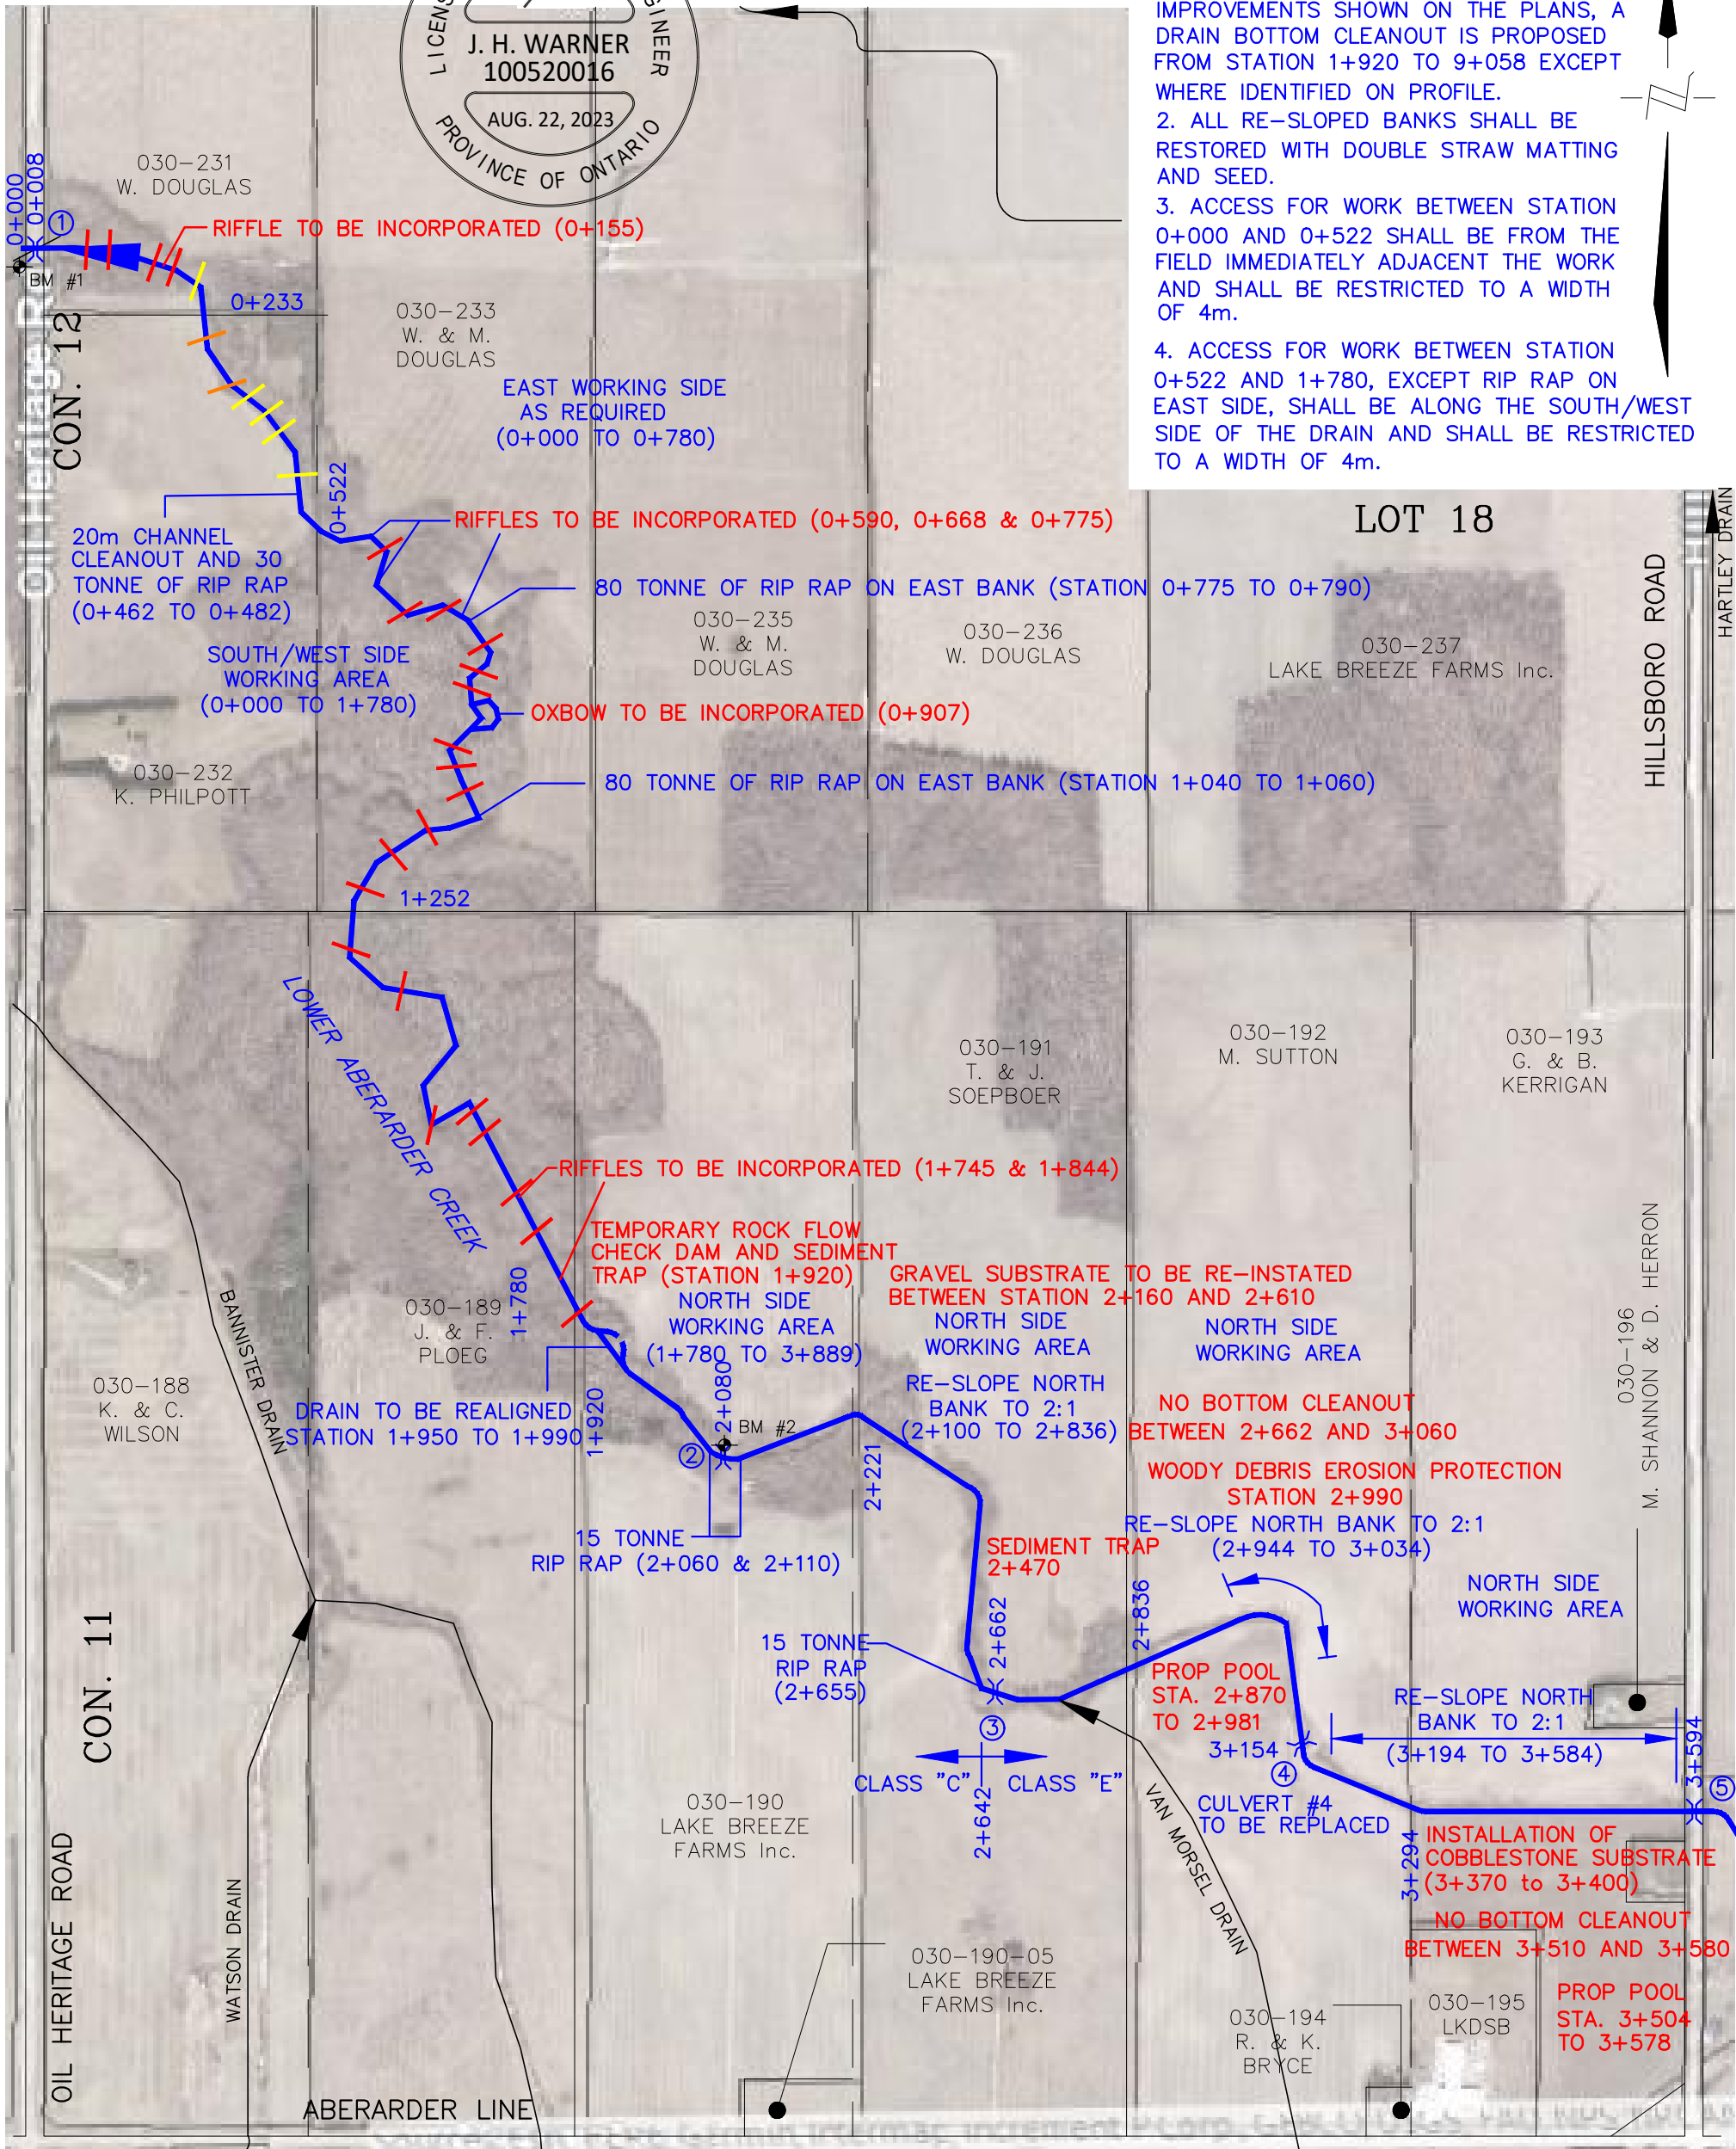 LICENS
GINEER
J. H. WARNER
100520016
AUG. 22, 2023
PROVINCE OF ONTARIO
IMPROVEMENTS SHOWN ON THE PLANS, A
DRAIN BOTTOM CLEANOUT IS PROPOSED
FROM STATION 1+920 TO 9+058 EXCEPT
WHERE IDENTIFIED ON PROFILE.
2. ALL RE-SLOPED BANKS SHALL BE
RESTORED WITH DOUBLE STRAW MATTING
AND SEED.
3. ACCESS FOR WORK BETWEEN STATION
0+000 AND 0+522 SHALL BE FROM THE
FIELD IMMEDIATELY ADJACENT THE WORK
AND SHALL BE RESTRICTED TO A WIDTH
OF 4m.
4. ACCESS FOR WORK BETWEEN STATION
0+522 AND 1+780, EXCEPT RIP RAP ON
EAST SIDE, SHALL BE ALONG THE SOUTH/WEST
SIDE OF THE DRAIN AND SHALL BE RESTRICTED
TO A WIDTH OF 4m.
030-231
W. DOUGLAS
0+000
0+008
1
RIFFLE TO BE INCORPORATED (0+155)
BM #1
0+233
CON. 12
Oil Heritage R
030-233
W. & M.
DOUGLAS
EAST WORKING SIDE
AS REQUIRED
(0+000 TO 0+780)
0+522
20m CHANNEL
CLEANOUT AND 30
TONNE OF RIP RAP
(0+462 TO 0+482)
RIFFLES TO BE INCORPORATED (0+590, 0+668 & 0+775)
LOT 18
HARTLEY DRAIN
HILLSBORO ROAD
80 TONNE OF RIP RAP ON EAST BANK (STATION 0+775 TO 0+790)
030-235
W. & M.
DOUGLAS
030-236
W. DOUGLAS
030-237
LAKE BREEZE FARMS Inc.
SOUTH/WEST SIDE
WORKING AREA
(0+000 TO 1+780)
OXBOW TO BE INCORPORATED (0+907)
030-232
K. PHILPOTT
80 TONNE OF RIP RAP ON EAST BANK (STATION 1+040 TO 1+060)
1+252
LOWER ABERARDER CREEK
030-191
T. & J.
SOEPBOER
030-192
M. SUTTON
030-193
G. & B.
KERRIGAN
RIFFLES TO BE INCORPORATED (1+745 & 1+844)
TEMPORARY ROCK FLOW
CHECK DAM AND SEDIMENT
TRAP (STATION 1+920)
GRAVEL SUBSTRATE TO BE RE-INSTATED
BETWEEN STATION 2+160 AND 2+610
NORTH SIDE
WORKING AREA
(1+780 TO 3+889)
NORTH SIDE
WORKING AREA
NORTH SIDE
WORKING AREA
1+780
030-189
J. & F.
PLOEG
BANNISTER DRAIN
030-188
K. & C.
WILSON
030-196
M. SHANNON & D. HERRON
DRAIN TO BE REALIGNED
STATION 1+950 TO 1+990
1+920
2+080
BM #2
2
RE-SLOPE NORTH
BANK TO 2:1
(2+100 TO 2+836)
NO BOTTOM CLEANOUT
BETWEEN 2+662 AND 3+060
2+221
WOODY DEBRIS EROSION PROTECTION
STATION 2+990
RE-SLOPE NORTH BANK TO 2:1
(2+944 TO 3+034)
15 TONNE
RIP RAP (2+060 & 2+110)
SEDIMENT TRAP
2+470
NORTH SIDE
WORKING AREA
2+662
2+836
15 TONNE
RIP RAP
(2+655)
3
CLASS "C"
CLASS "E"
2+642
PROP POOL
STA. 2+870
TO 2+981
3+154
4
RE-SLOPE NORTH
BANK TO 2:1
(3+194 TO 3+584)
3+594
5
CULVERT #4
TO BE REPLACED
3+294
INSTALLATION OF
COBBLESTONE SUBSTRATE
(3+370 to 3+400)
NO BOTTOM CLEANOUT
BETWEEN 3+510 AND 3+580
PROP POOL
STA. 3+504
TO 3+578
CON. 11
OIL HERITAGE ROAD
WATSON DRAIN
VAN MORSEL DRAIN
030-190
LAKE BREEZE
FARMS Inc.
030-190-05
LAKE BREEZE
FARMS Inc.
030-194
R. & K.
BRYCE
030-195
LKDSB
ABERARDER LINE